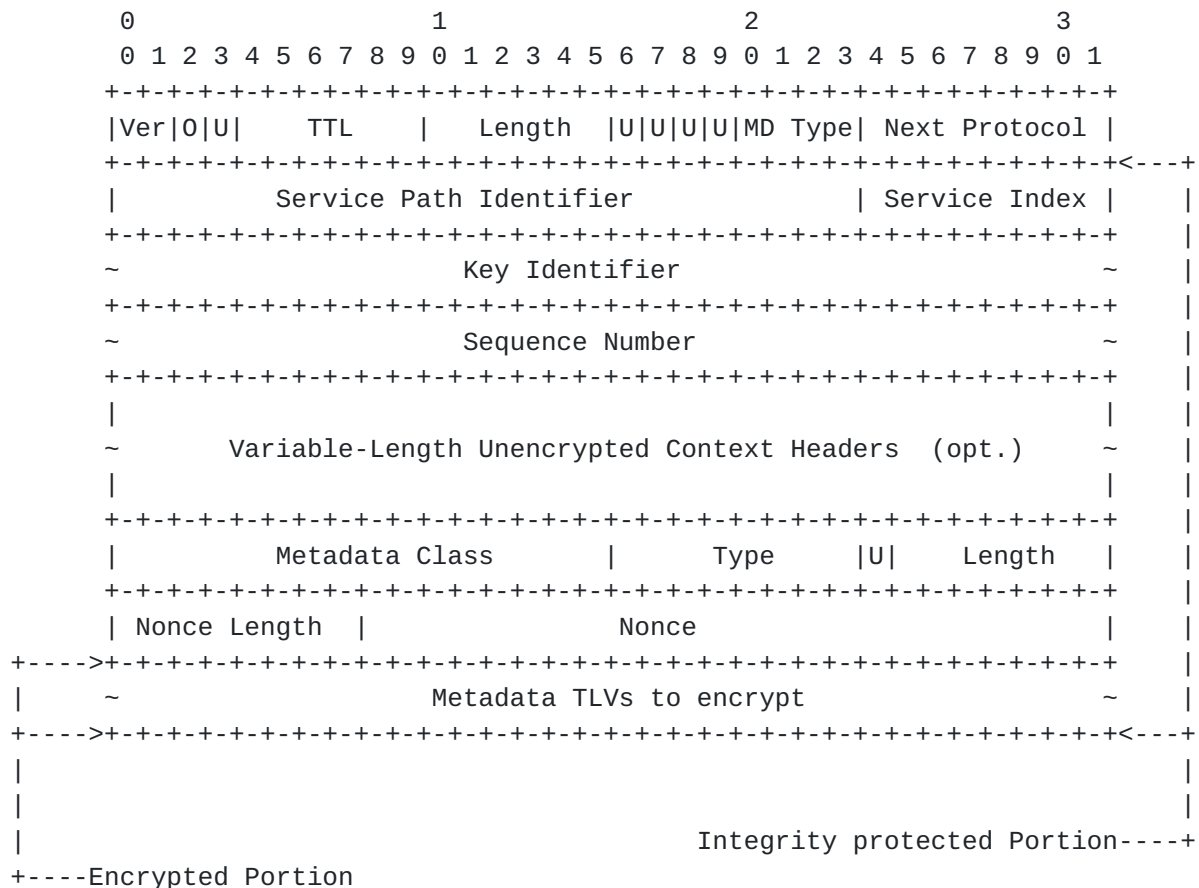 0                   1                   2                   3
0 1 2 3 4 5 6 7 8 9 0 1 2 3 4 5 6 7 8 9 0 1 2 3 4 5 6 7 8 9 0 1
+-+-+-+-+-+-+-+-+-+-+-+-+-+-+-+-+-+-+-+-+-+-+-+-+-+-+-+-+-+-+-+-+
|Ver|O|U|    TTL    |   Length  |U|U|U|U|MD Type| Next Protocol |
+-+-+-+-+-+-+-+-+-+-+-+-+-+-+-+-+-+-+-+-+-+-+-+-+-+-+-+-+-+-+-+-+<---+
|          Service Path Identifier              | Service Index |    |
+-+-+-+-+-+-+-+-+-+-+-+-+-+-+-+-+-+-+-+-+-+-+-+-+-+-+-+-+-+-+-+-+    |
~                      Key Identifier                           ~    |
+-+-+-+-+-+-+-+-+-+-+-+-+-+-+-+-+-+-+-+-+-+-+-+-+-+-+-+-+-+-+-+-+    |
~                      Sequence Number                          ~    |
+-+-+-+-+-+-+-+-+-+-+-+-+-+-+-+-+-+-+-+-+-+-+-+-+-+-+-+-+-+-+-+-+    |
|                                                               |    |
~       Variable-Length Unencrypted Context Headers  (opt.)     ~    |
|                                                               |    |
+-+-+-+-+-+-+-+-+-+-+-+-+-+-+-+-+-+-+-+-+-+-+-+-+-+-+-+-+-+-+-+-+    |
|          Metadata Class       |      Type     |U|    Length   |    |
+-+-+-+-+-+-+-+-+-+-+-+-+-+-+-+-+-+-+-+-+-+-+-+-+-+-+-+-+-+-+-+-+    |
| Nonce Length  |                Nonce                          |    |
+---->+-+-+-+-+-+-+-+-+-+-+-+-+-+-+-+-+-+-+-+-+-+-+-+-+-+-+-+-+-+-+-+-+    |
|     ~                    Metadata TLVs to encrypt                   ~    |
+---->+-+-+-+-+-+-+-+-+-+-+-+-+-+-+-+-+-+-+-+-+-+-+-+-+-+-+-+-+-+-+-+-+<---+
|                                                                          |
|                                                                          |
|                                           Integrity protected Portion----+
+----Encrypted Portion